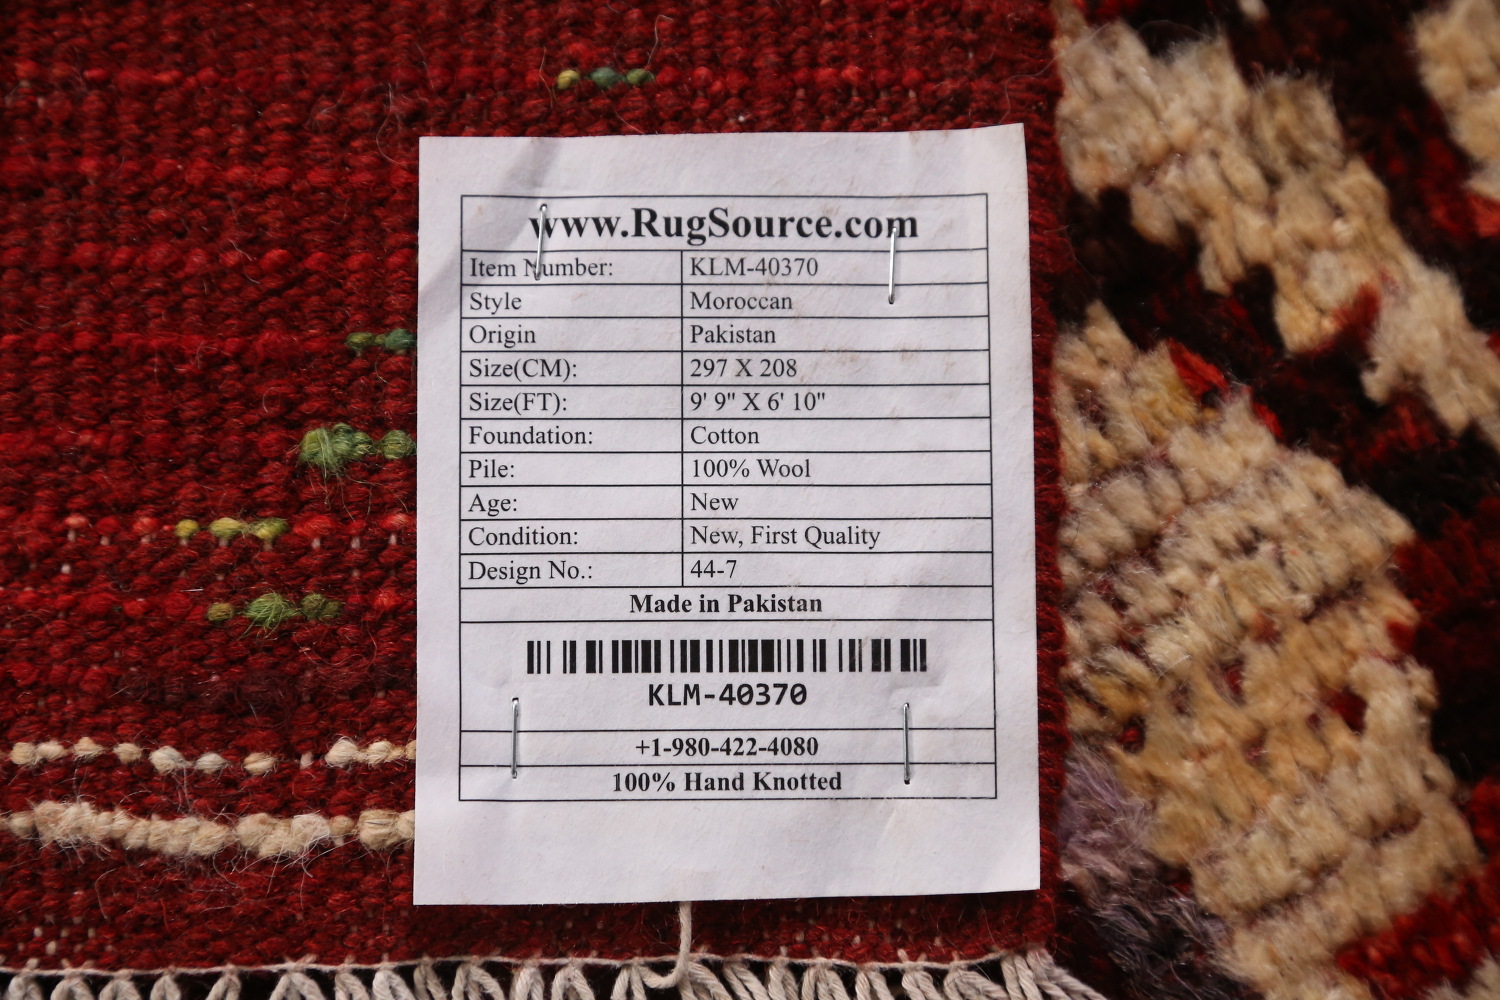 www.RugSource.com
Item Number: KLM-40370
Style Moroccan
Origin Pakistan
Size(CM): 297 X 208
Size(FT): 9' 9" X 6' 10"
Foundation: Cotton
Pile: 100% Wool
Age: New
Condition: New, First Quality
Design No.: 44-7
Made in Pakistan
KLM-40370
+1-980-422-4080
100% Hand Knotted